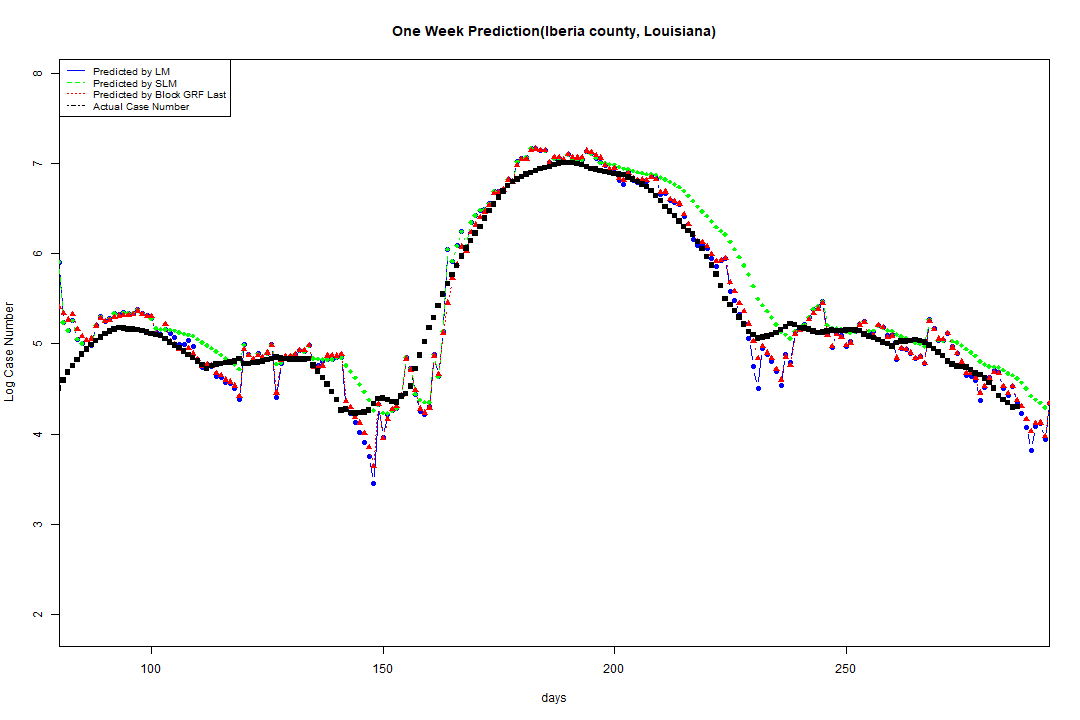 One Week Prediction(Iberia county, Louisiana)
Predicted by LM
Predicted by SLM
Predicted by Block GRF Last
Actual Case Number
8
7
6
5
4
3
2
Log Case Number
100 150 200 250
days